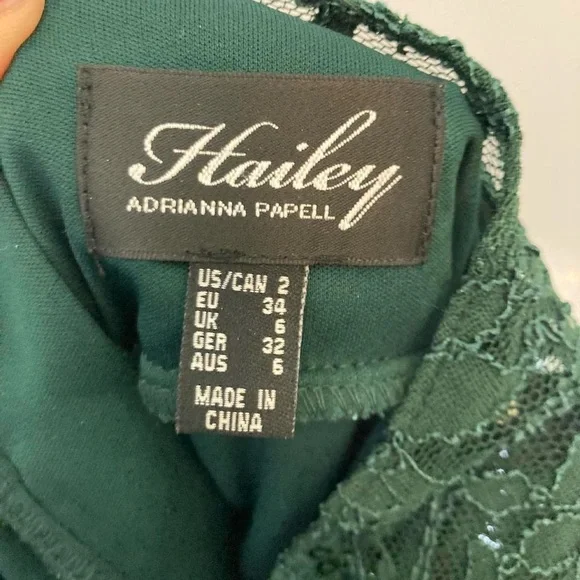 Hailey
ADRIANNA PAPELL
US/CAN 2
EU 34
UK 6
GER 32
AUS 6
MADE IN
CHINA